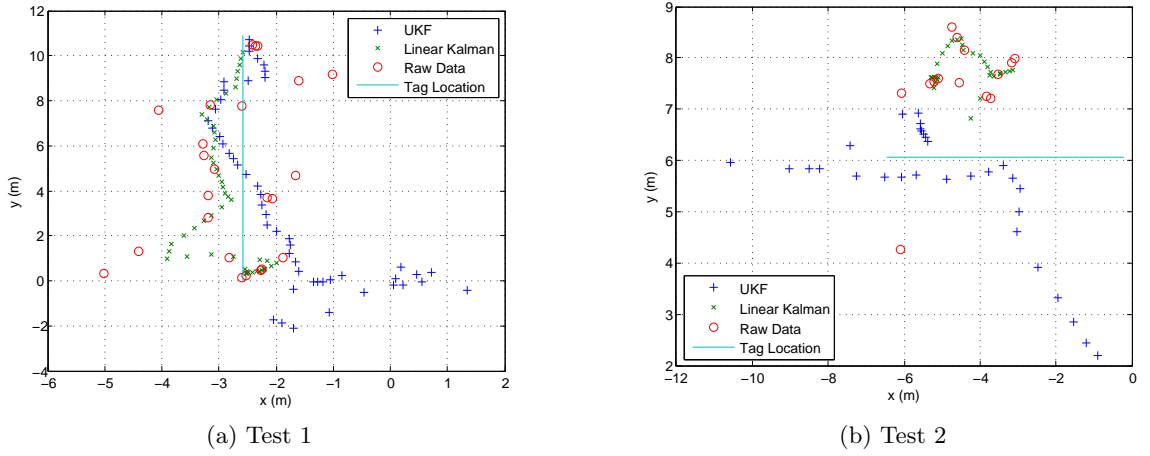 12
10
8
6
4
2
0
−2
−4
−6
−5
−4
−3
−2
−1
0
1
2
x (m)
y (m)
UKF
Linear Kalman
Raw Data
Tag Location
(a) Test 1
9
8
7
6
5
4
3
2
−12
−10
−8
−6
−4
−2
0
x (m)
y (m)
UKF
Linear Kalman
Raw Data
Tag Location
(b) Test 2